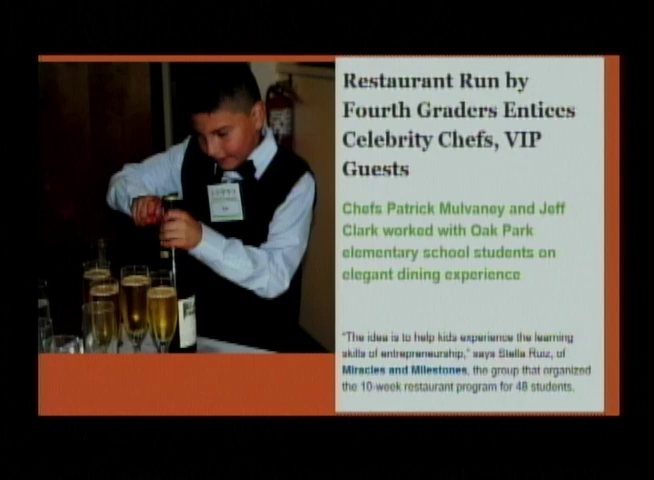 Restaurant Run by
Fourth Graders Entices
Celebrity Chefs, VIP
Guests
Chefs Patrick Mulvaney and Jeff
Clark worked with Oak Park
elementary school students on
elegant dining experience
"The idea is to help kids experience the learning
skills of entrepreneurship," says Stella Ruiz, of
Miracles and Milestones, the group that organized
the 10-week restaurant program for 48 students.